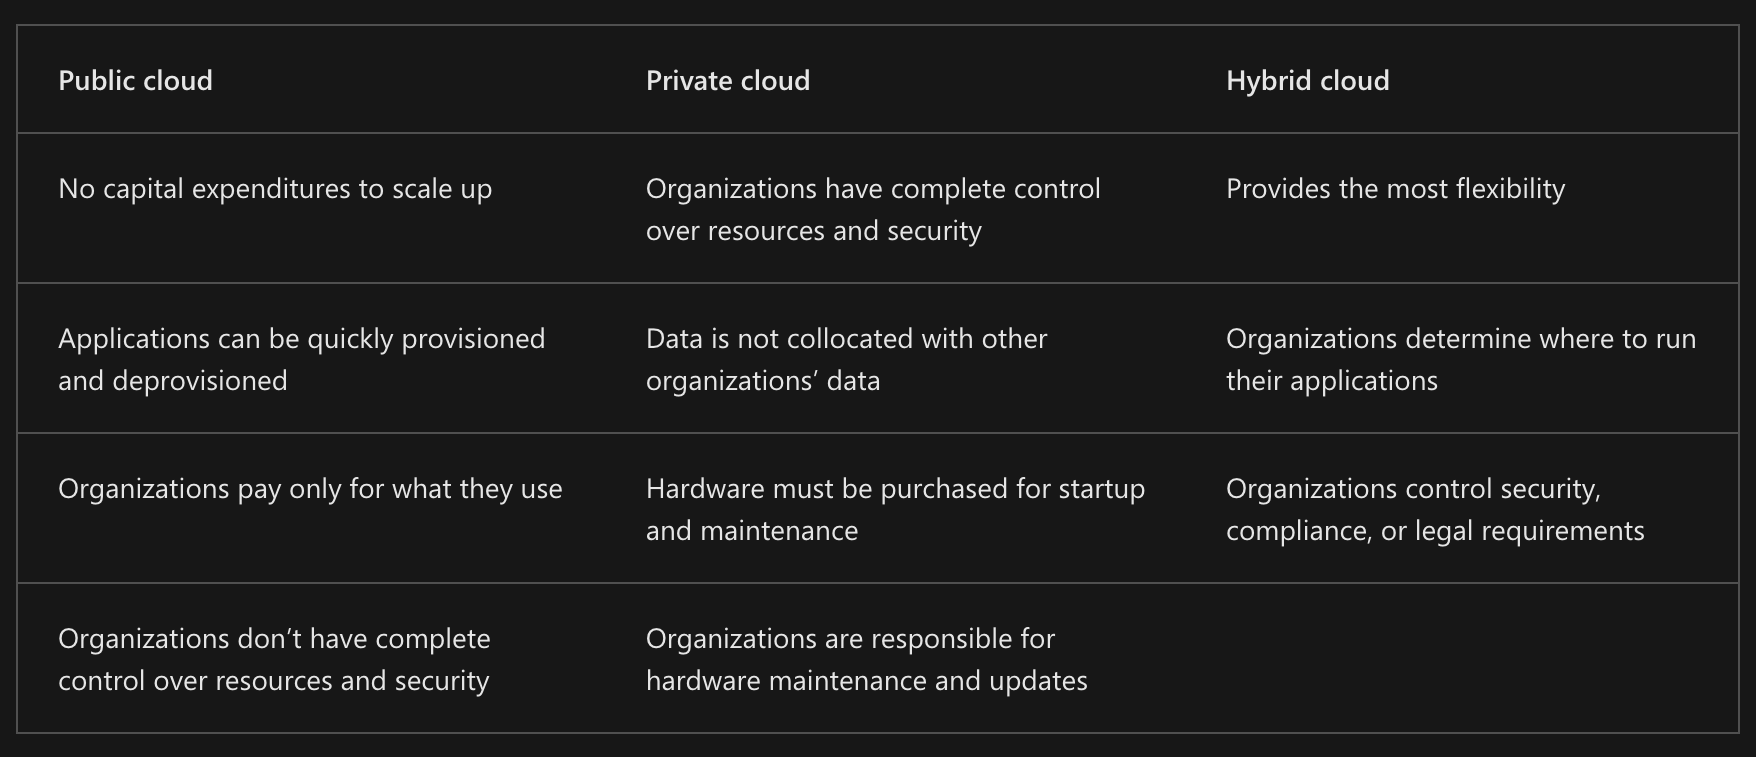 Public cloud
Private cloud
Hybrid cloud
No capital expenditures to scale up
Organizations have complete control
over resources and security
Provides the most flexibility
Applications can be quickly provisioned
and deprovisioned
Data is not collocated with other
organizations’ data
Organizations determine where to run
their applications
Organizations pay only for what they use
Hardware must be purchased for startup
and maintenance
Organizations control security,
compliance, or legal requirements
Organizations don’t have complete
control over resources and security
Organizations are responsible for
hardware maintenance and updates